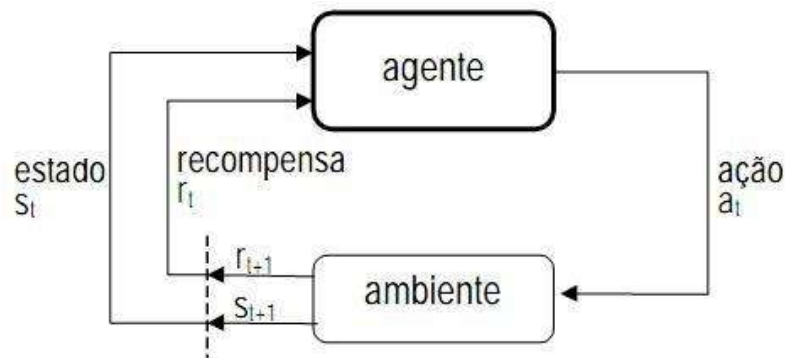 agente
estado
sₜ
recompensa
rₜ
ação
aₜ
rₜ₊₁
sₜ₊₁
ambiente